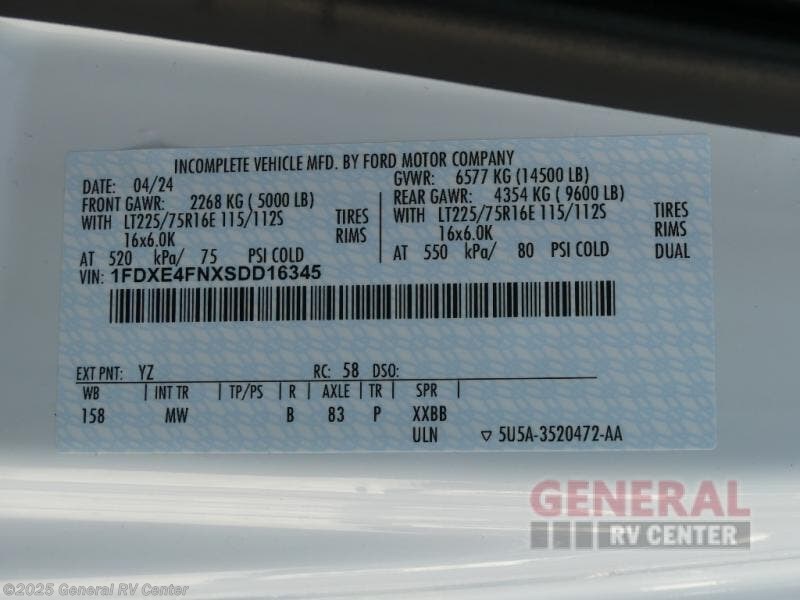 INCOMPLETE VEHICLE MFD. BY FORD MOTOR COMPANY
DATE: 04/24 GVWR: 6577 KG (14500 LB)
FRONT GAWR: 2268 KG ( 5000 LB) REAR GAWR: 4354 KG ( 9600 LB)
WITH LT225/75R16E 115/112S TIRES WITH LT225/75R16E 115/112S TIRES
16x6.0K RIMS 16x6.0K RIMS
AT 520 kPa/ 75 PSI COLD AT 550 kPa/ 80 PSI COLD DUAL
VIN: 1FDXE4FNXSDD16345
EXT PNT: YZ RC: 58 DSO:
WB INT TR TP/PS R AXLE TR SPR
158 MW B 83 P XXBB
ULN ▽ 5U5A-3520472-AA
GENERAL
RV CENTER
©2025 General RV Center